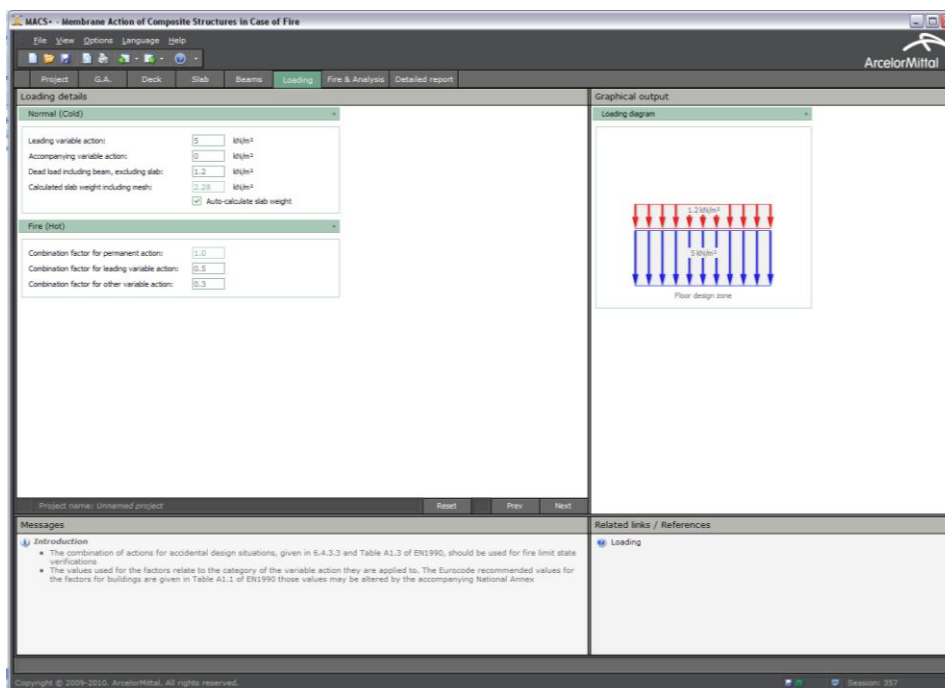 MACS+ - Membrane Action of Composite Structures in Case of Fire
File View Options Language Help
ArcelorMittal
Project G.A. Deck Slab Beams Loading Fire & Analysis Detailed report
Loading details
Normal (Cold)
Leading variable action: 5 kN/m²
Accompanying variable action: 0 kN/m²
Dead load including beam, excluding slab: 1.2 kN/m²
Calculated slab weight including mesh: 2.28 kN/m²
Auto-calculate slab weight
Fire (Hot)
Combination factor for permanent action: 1.0
Combination factor for leading variable action: 0.5
Combination factor for other variable action: 0.3
Graphical output
Loading diagram
1.2 kN/m²
5 kN/m²
Floor design zone
Project name: Unnamed project Reset Prev Next
Messages
Introduction
The combination of actions for accidental design situations, given in 6.4.3.3 and Table A1.3 of EN1990, should be used for fire limit state
verifications
The values used for the factors relate to the category of the variable action they are applied to. The Eurocode recommended values for
the factors for buildings are given in Table A1.1 of EN1990 those values may be altered by the accompanying National Annex
Related links / References
Loading
Copyright © 2009-2010. ArcelorMittal. All rights reserved. Session: 357